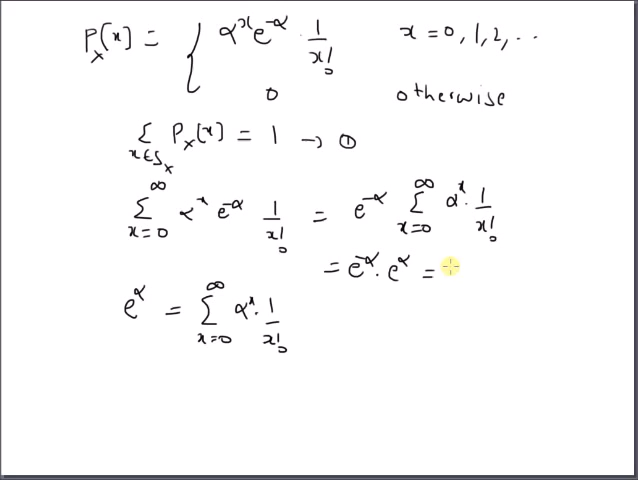 P_X[x] = { α^x e^-α · 1/x! x = 0, 1, 2, ..
0 otherwise
Σ_{x∈S_X} P_X[x] = 1 → ①
Σ_{x=0}^∞ α^x e^-α 1/x! = e^-α Σ_{x=0}^∞ α^x · 1/x!
= e^-α · e^α =
e^α = Σ_{x=0}^∞ α^x · 1/x!